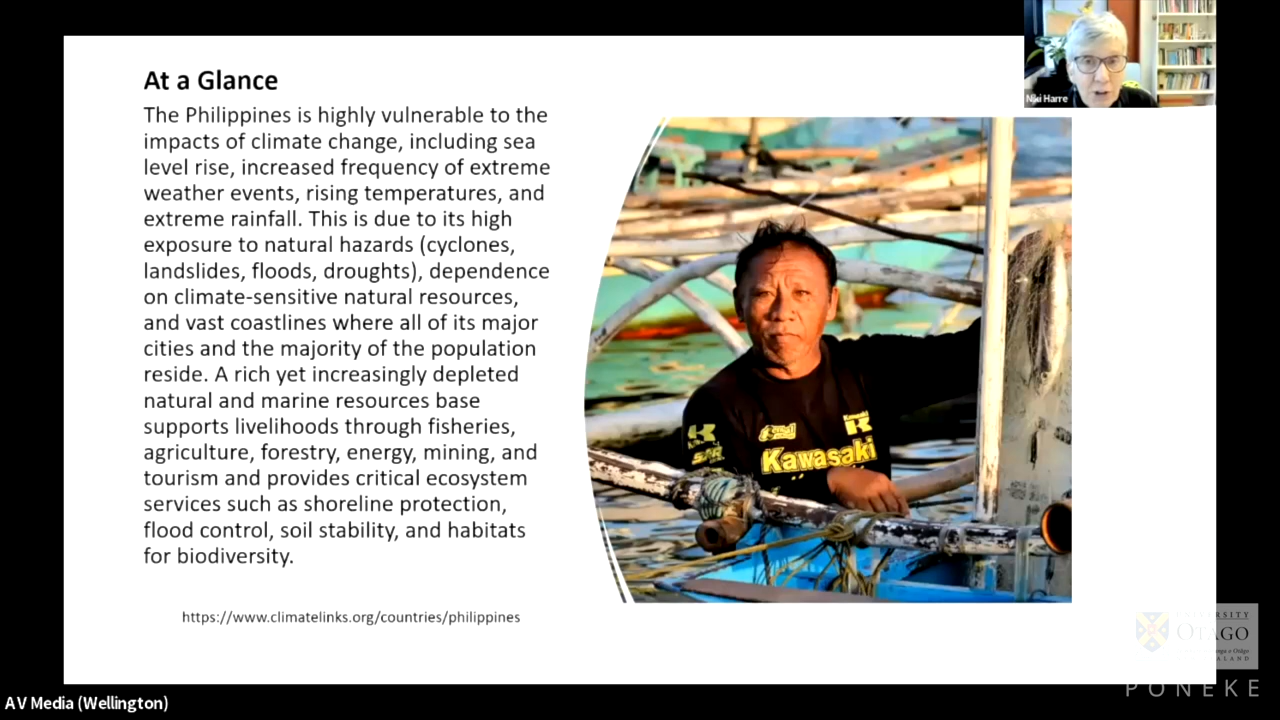 At a Glance
The Philippines is highly vulnerable to the
impacts of climate change, including sea
level rise, increased frequency of extreme
weather events, rising temperatures, and
extreme rainfall. This is due to its high
exposure to natural hazards (cyclones,
landslides, floods, droughts), dependence
on climate-sensitive natural resources,
and vast coastlines where all of its major
cities and the majority of the population
reside. A rich yet increasingly depleted
natural and marine resources base
supports livelihoods through fisheries,
agriculture, forestry, energy, mining, and
tourism and provides critical ecosystem
services such as shoreline protection,
flood control, soil stability, and habitats
for biodiversity.
https://www.climatelinks.org/countries/philippines
Niki Harre
Kawasaki
OTAGO
PONEKE
AV Media (Wellington)